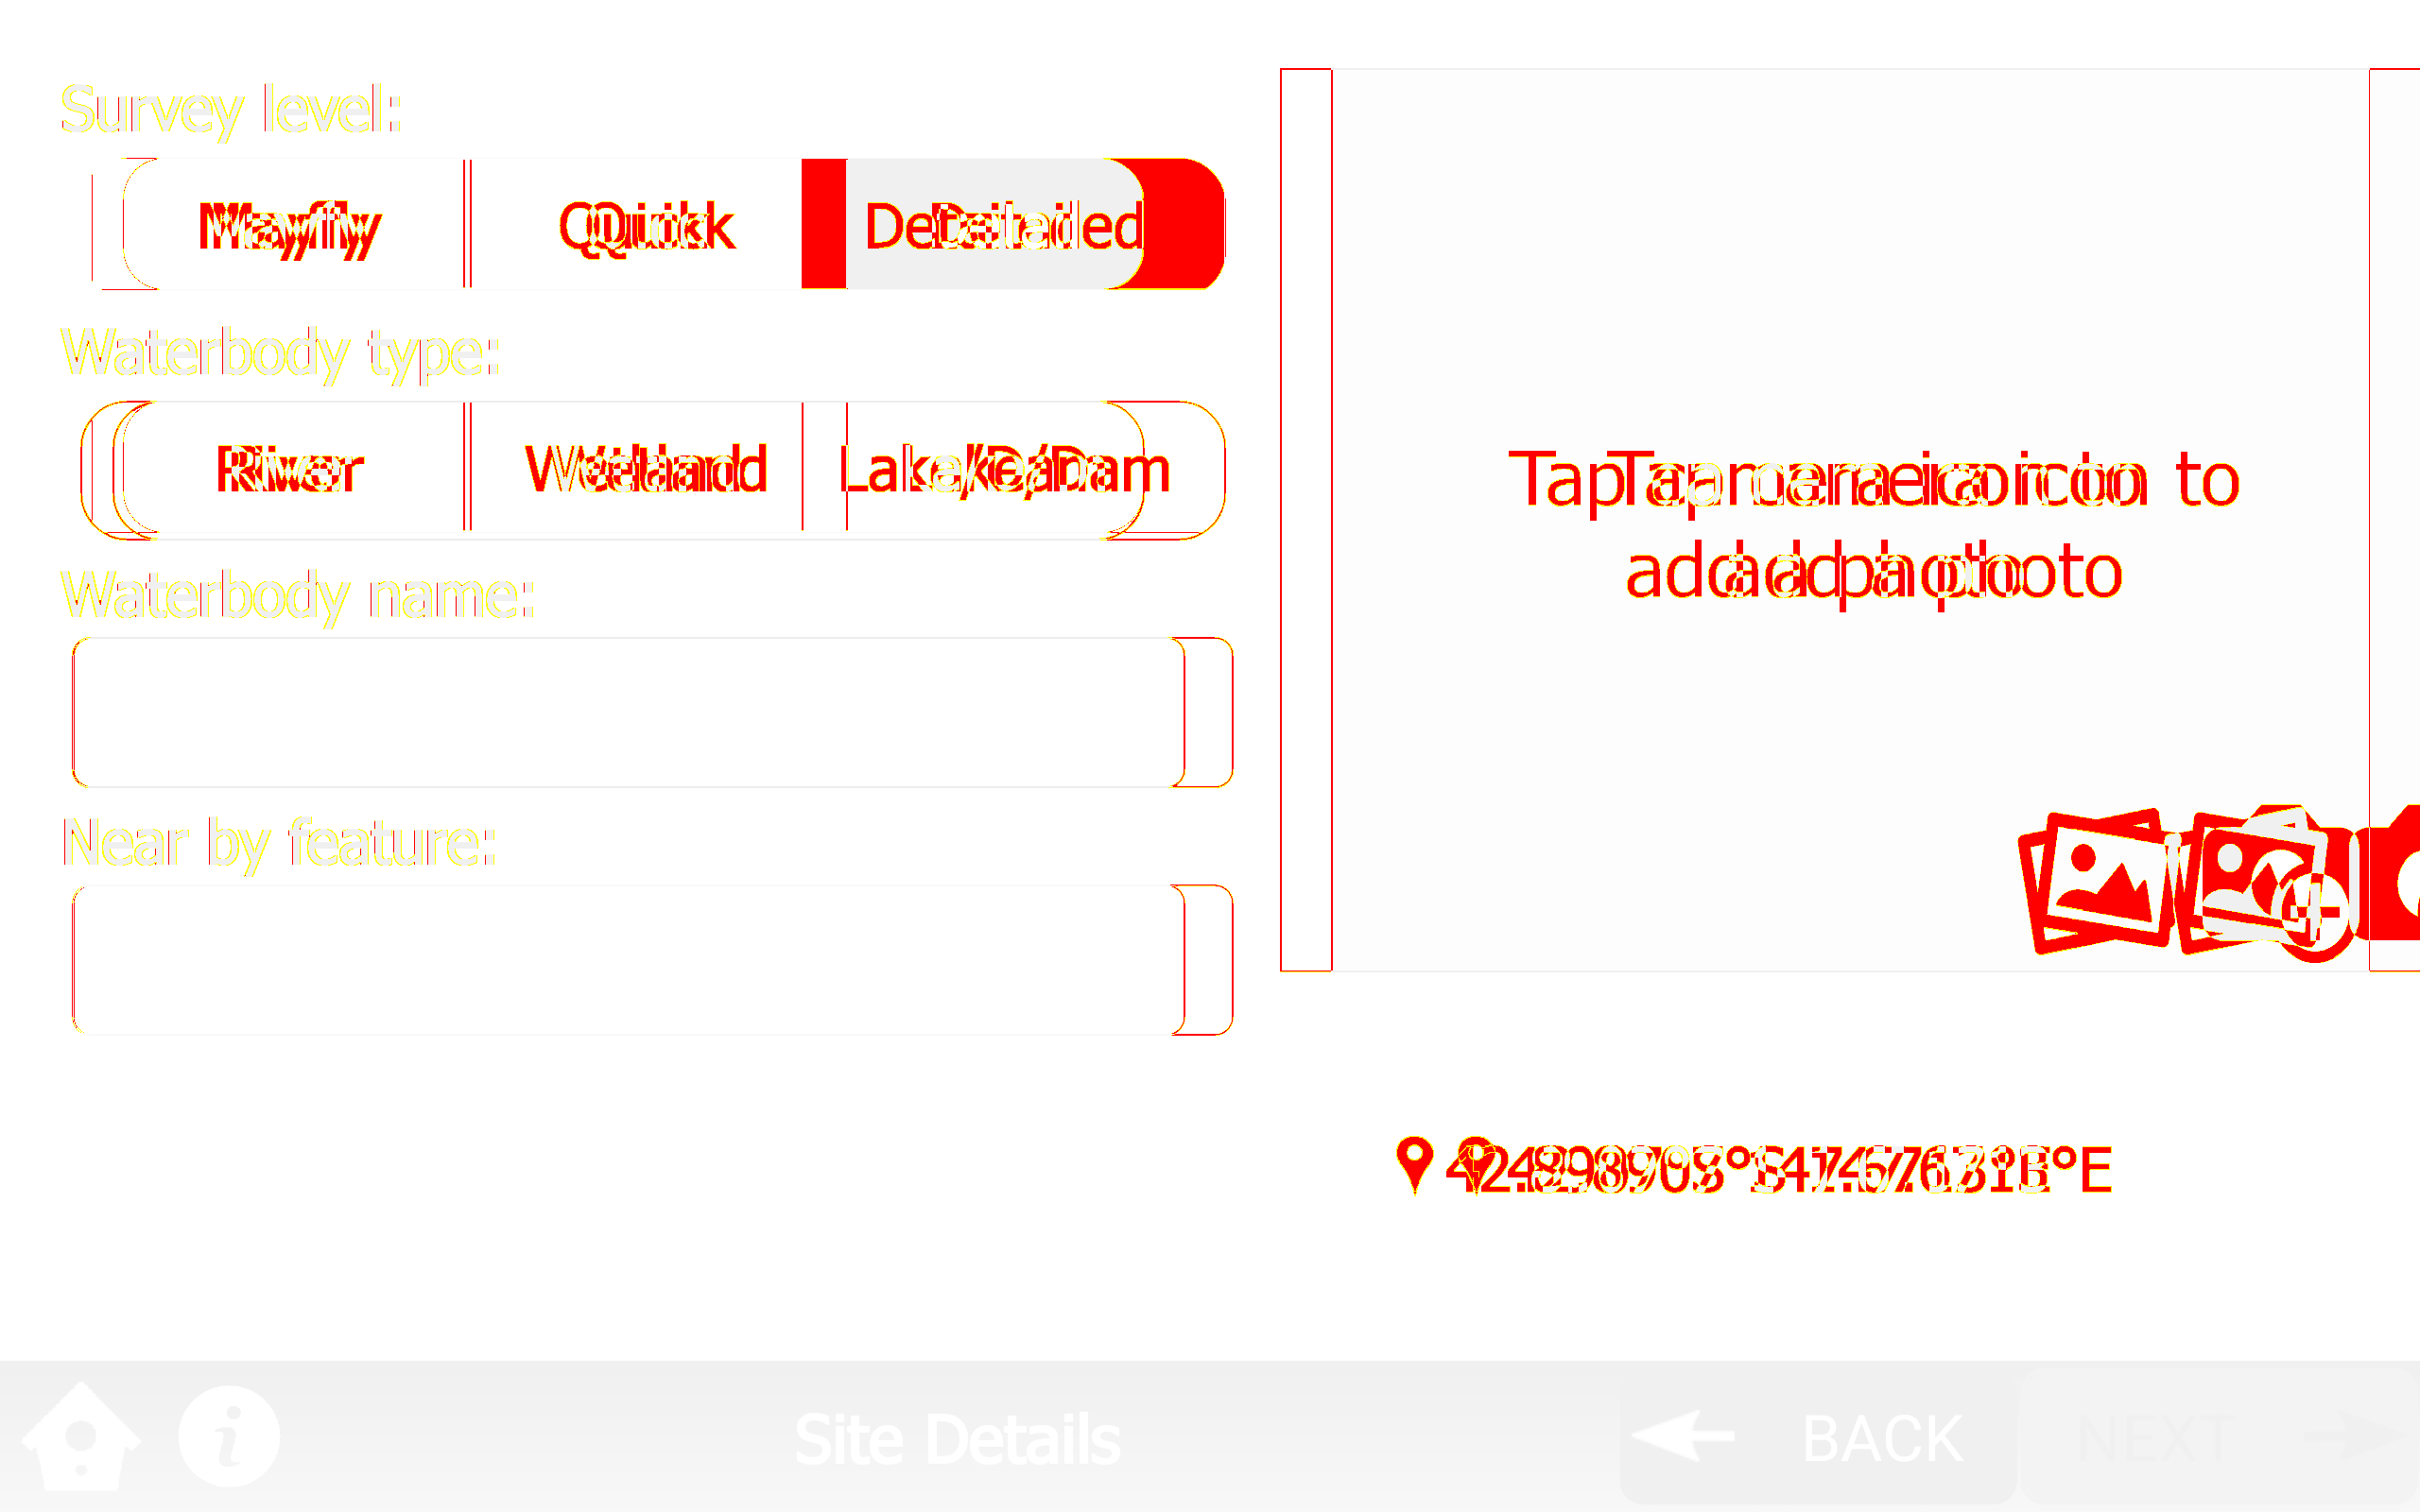 Survey level:
Mayfly Quick Detailed
Waterbody type:
River Lake/Dam
Waterbody name:
Near by feature:
Tap camera icon to
add a photo
Site Details BACK NEXT